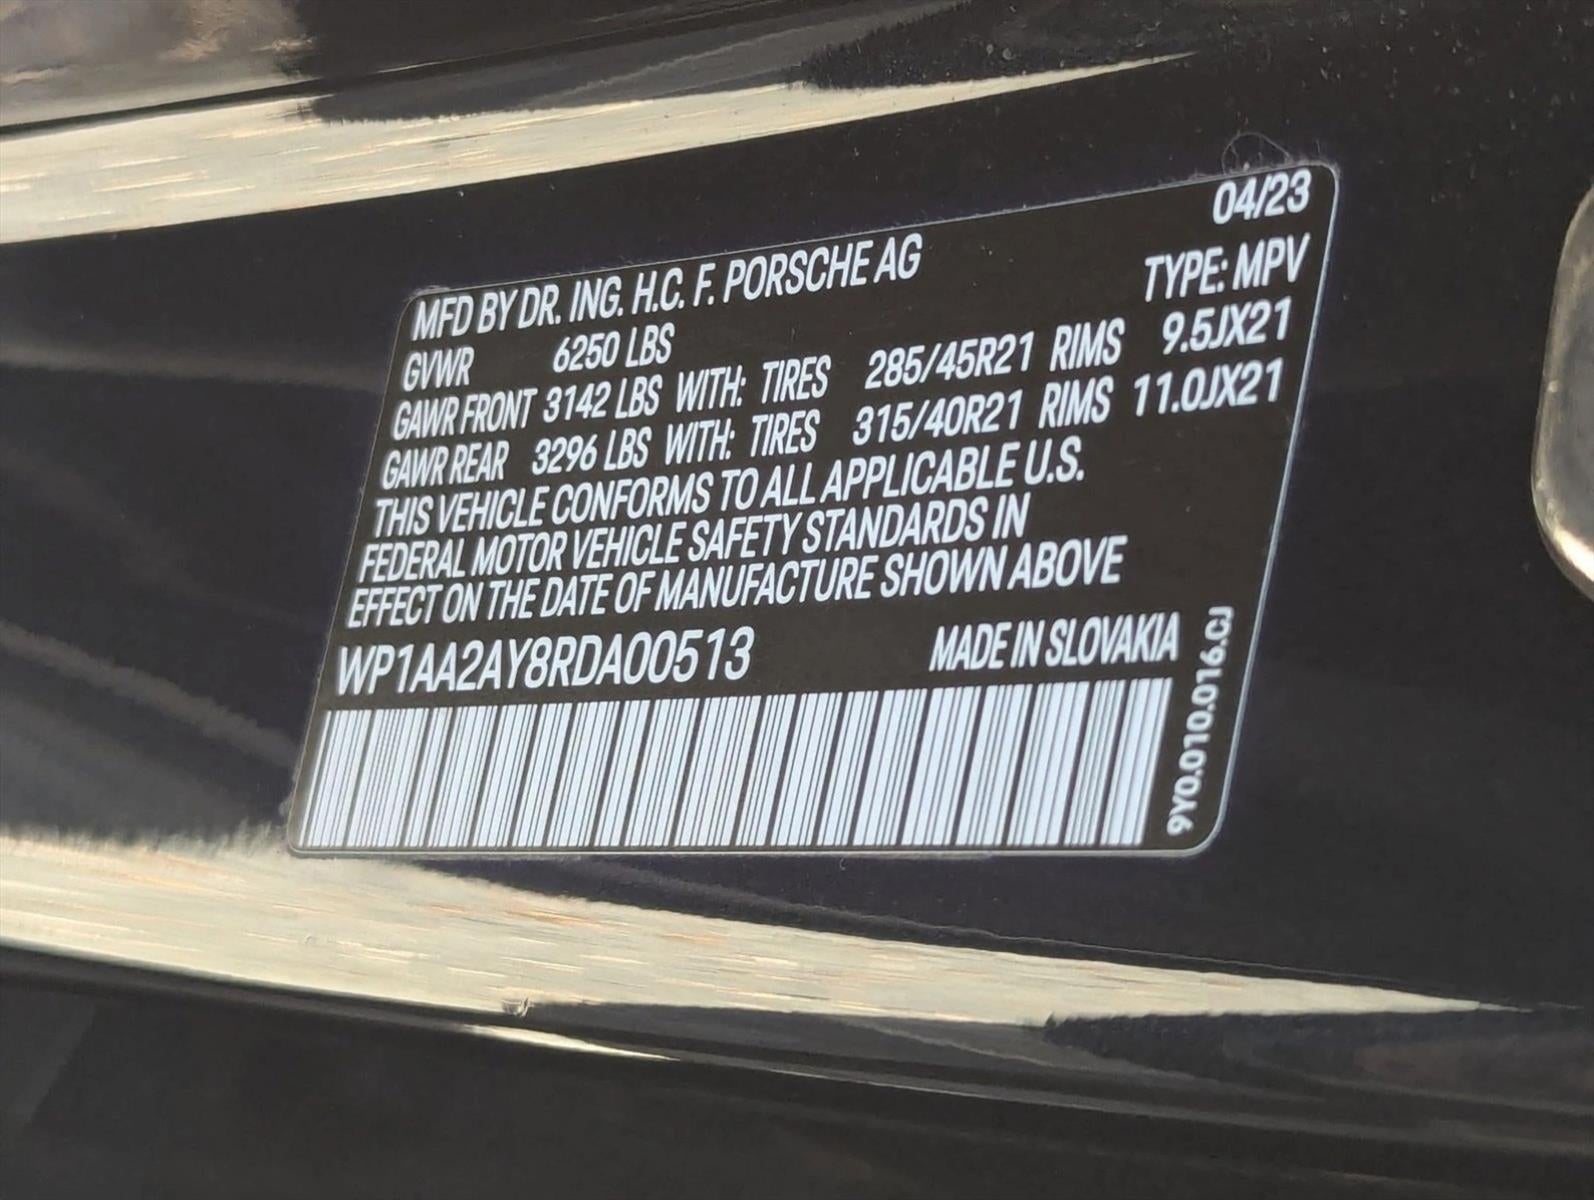 04/23
MFD BY DR. ING. H.C. F. PORSCHE AG
TYPE: MPV
GVWR 6250 LBS
GAWR FRONT 3142 LBS WITH: TIRES 285/45R21 RIMS 9.5JX21
GAWR REAR 3296 LBS WITH: TIRES 315/40R21 RIMS 11.0JX21
THIS VEHICLE CONFORMS TO ALL APPLICABLE U.S.
FEDERAL MOTOR VEHICLE SAFETY STANDARDS IN
EFFECT ON THE DATE OF MANUFACTURE SHOWN ABOVE
WP1AA2AY8RDA00513 MADE IN SLOVAKIA
9Y0.010.016.CJ